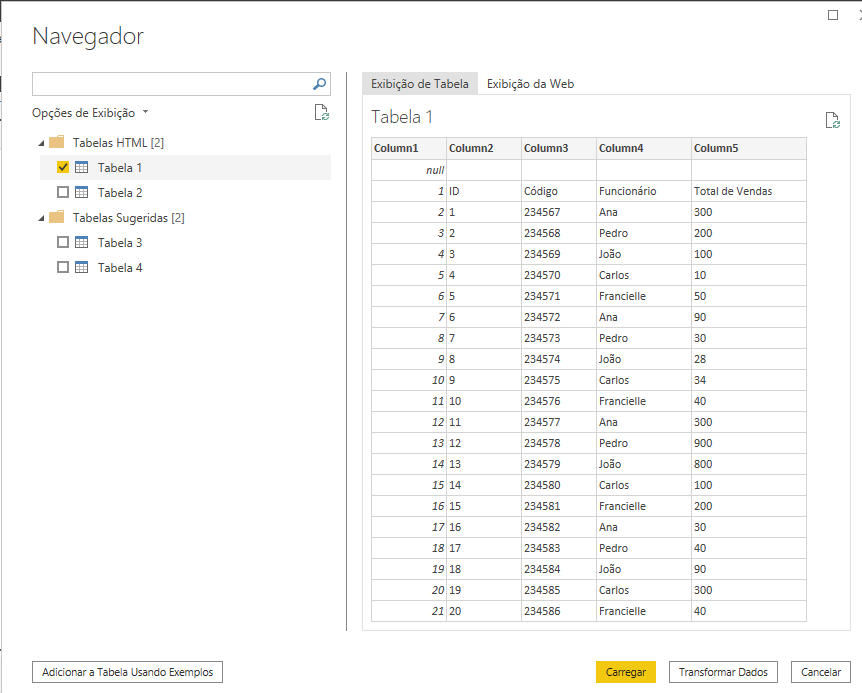 Navegador
Opções de Exibição
Tabelas HTML [2]
Tabela 1
Tabela 2
Tabelas Sugeridas [2]
Tabela 3
Tabela 4
Exibição de Tabela Exibição da Web
Tabela 1
Column1 Column2 Column3 Column4 Column5
null
1 ID Código Funcionário Total de Vendas
2 1 234567 Ana 300
3 2 234568 Pedro 200
4 3 234569 João 100
5 4 234570 Carlos 10
6 5 234571 Francielle 50
7 6 234572 Ana 90
8 7 234573 Pedro 30
9 8 234574 João 28
10 9 234575 Carlos 34
11 10 234576 Francielle 40
12 11 234577 Ana 300
13 12 234578 Pedro 900
14 13 234579 João 800
15 14 234580 Carlos 100
16 15 234581 Francielle 200
17 16 234582 Ana 30
18 17 234583 Pedro 40
19 18 234584 João 90
20 19 234585 Carlos 300
21 20 234586 Francielle 40
Adicionar a Tabela Usando Exemplos Carregar Transformar Dados Cancelar